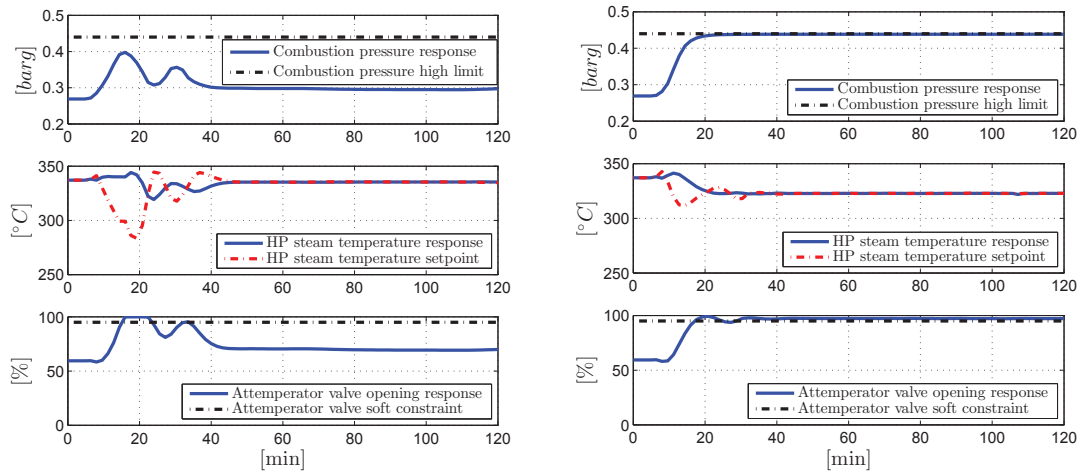 0.5
0.4
0.3
0.2
[barg]
Combustion pressure response
Combustion pressure high limit
0 20 40 60 80 100 120
350
300
250
[°C]
HP steam temperature response
HP steam temperature setpoint
0 20 40 60 80 100 120
100
50
0
[%]
Attemperator valve opening response
Attemperator valve soft constraint
0 20 40 60 80 100 120
[min]
0.5
0.4
0.3
0.2
[barg]
Combustion pressure response
Combustion pressure high limit
0 20 40 60 80 100 120
350
300
250
[°C]
HP steam temperature response
HP steam temperature setpoint
0 20 40 60 80 100 120
100
50
0
[%]
Attemperator valve opening response
Attemperator valve soft constraint
0 20 40 60 80 100 120
[min]